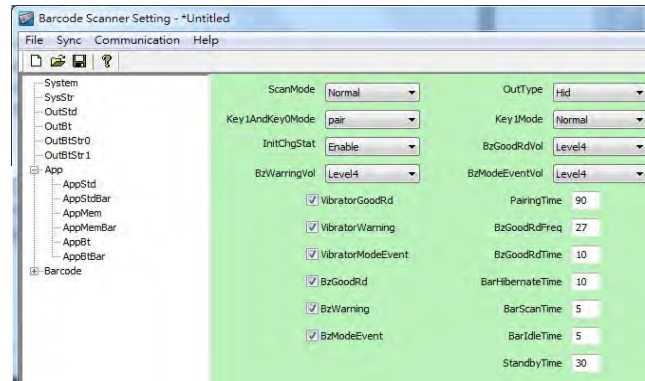 Barcode Scanner Setting - *Untitled
File Sync Communication Help
System
SysStr
OutStd
OutBt
OutBtStr0
OutBtStr1
App
AppStd
AppStdBar
AppMem
AppMemBar
AppBt
AppBtBar
Barcode
ScanMode Normal OutType Hid
Key1AndKey0Mode pair Key1Mode Normal
InitChgStat Enable BzGoodRdVol Level4
BzWarringVol Level4 BzModeEventVol Level4
VibratorGoodRd PairingTime 90
VibratorWarning BzGoodRdFreq 27
VibratorModeEvent BzGoodRdTime 10
BzGoodRd BarHibernateTime 10
BzWarning BarScanTime 5
BzModeEvent BarIdleTime 5
StandbyTime 30